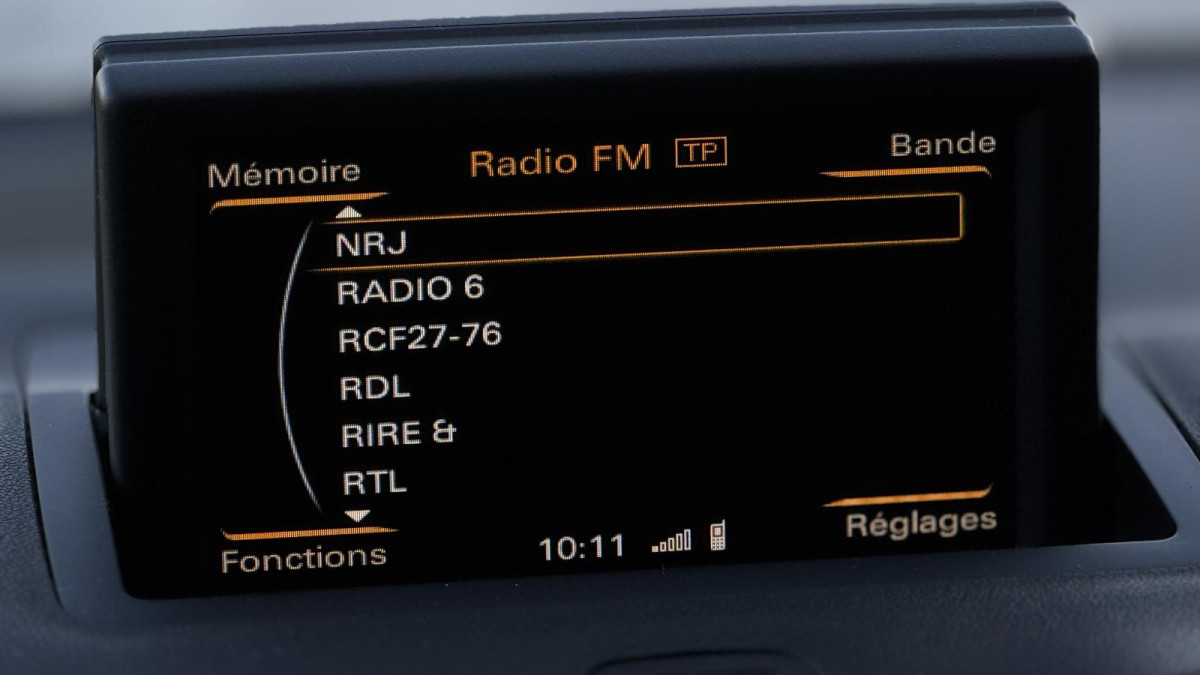 Mémoire
Radio FM TP
Bande
NRJ
RADIO 6
RCF27-76
RDL
RIRE &
RTL
Fonctions
10:11
Réglages